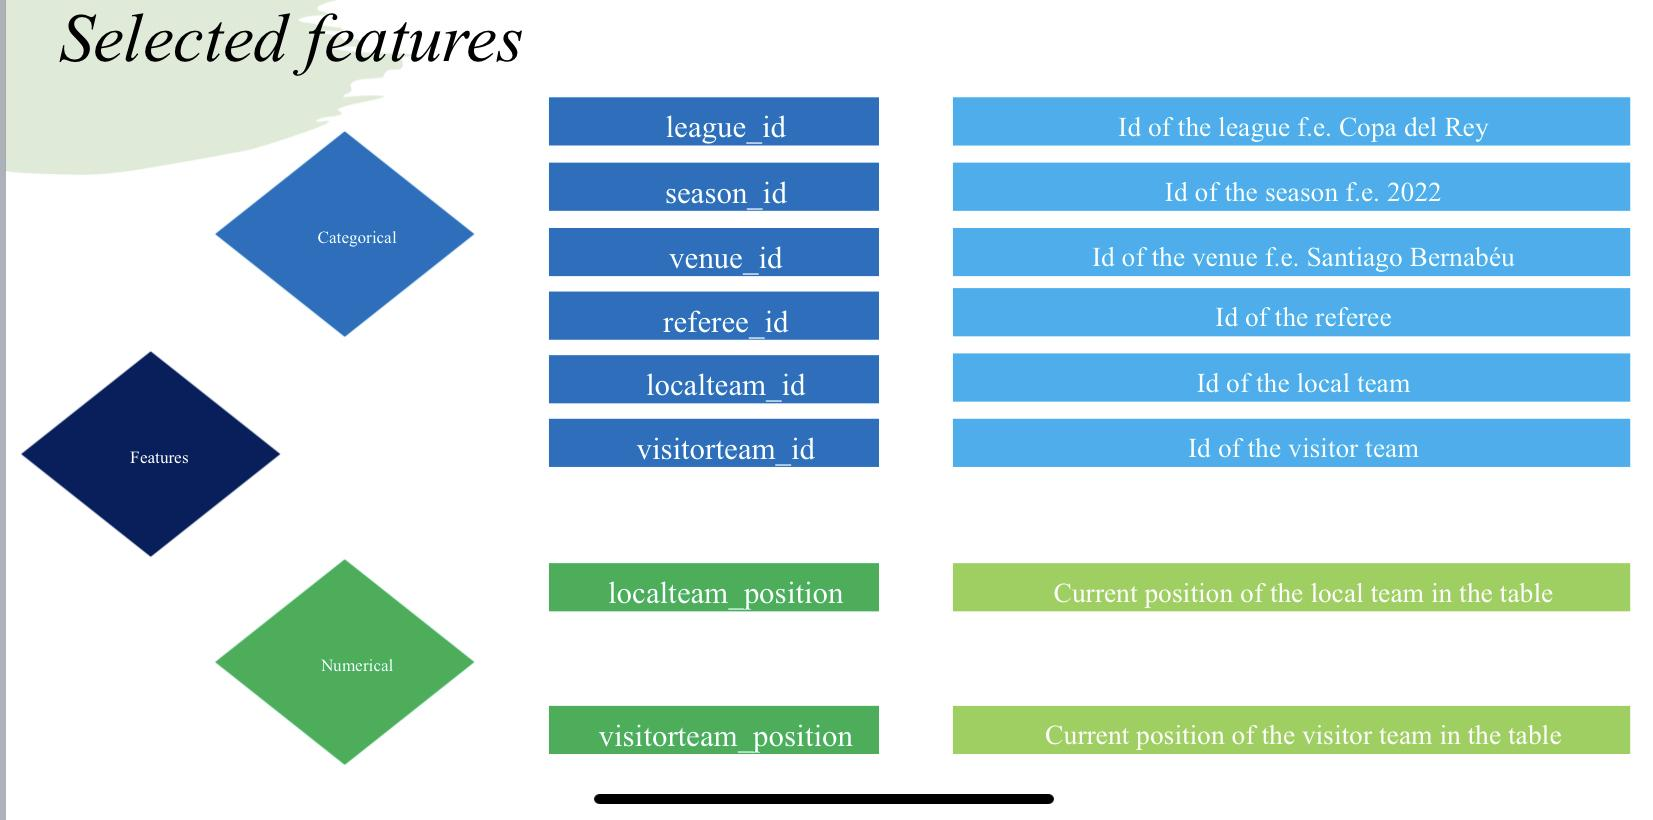 Selected features
Categorical
Features
Numerical
league_id
Id of the league f.e. Copa del Rey
season_id
Id of the season f.e. 2022
venue_id
Id of the venue f.e. Santiago Bernabéu
referee_id
Id of the referee
localteam_id
Id of the local team
visitorteam_id
Id of the visitor team
localteam_position
Current position of the local team in the table
visitorteam_position
Current position of the visitor team in the table